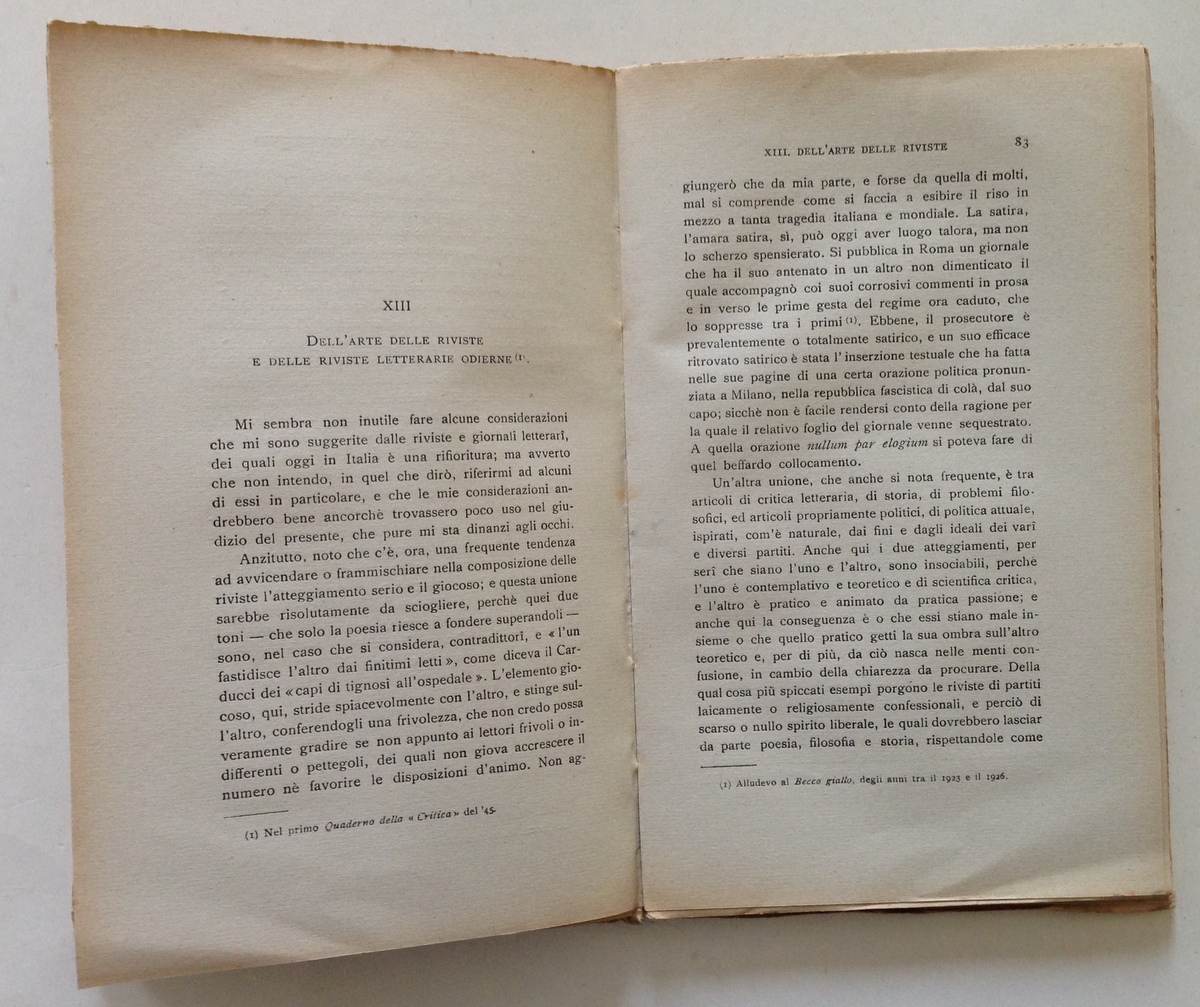 XIII
DELL'ARTE DELLE RIVISTE
E DELLE RIVISTE LETTERARIE ODIERNE (1).
Mi sembra non inutile fare alcune considerazioni
che mi sono suggerite dalle riviste e giornali letterarî,
dei quali oggi in Italia è una rifioritura; ma avverto
che non intendo, in quel che dirò, riferirmi ad alcuni
di essi in particolare, e che le mie considerazioni an-
drebbero bene ancorchè trovassero poco uso nel giu-
dizio del presente, che pure mi sta dinanzi agli occhi.
Anzitutto, noto che c'è, ora, una frequente tendenza
ad avvicendare o frammischiare nella composizione delle
riviste l'atteggiamento serio e il giocoso; e questa unione
sarebbe risolutamente da sciogliere, perchè quei due
toni — che solo la poesia riesce a fondere superandoli —
sono, nel caso che si considera, contradittorî, e « l'un
fastidisce l'altro dai finitimi letti », come diceva il Car-
ducci dei « capi di tignosi all'ospedale ». L'elemento gio-
coso, qui, stride spiacevolmente con l'altro, e stinge sul-
l'altro, conferendogli una frivolezza, che non credo possa
veramente gradire se non appunto ai lettori frivoli o in-
differenti o pettegoli, dei quali non giova accrescere il
numero nè favorire le disposizioni d'animo. Non ag-
(1) Nel primo Quaderno della « Critica » del '45.
XIII. DELL'ARTE DELLE RIVISTE 83
giungerò che da mia parte, e forse da quella di molti,
mal si comprende come si faccia a esibire il riso in
mezzo a tanta tragedia italiana e mondiale. La satira,
l'amara satira, sì, può oggi aver luogo talora, ma non
lo scherzo spensierato. Si pubblica in Roma un giornale
che ha il suo antenato in un altro non dimenticato il
quale accompagnò coi suoi corrosivi commenti in prosa
e in verso le prime gesta del regime ora caduto, che
lo soppresse tra i primi (1). Ebbene, il prosecutore è
prevalentemente o totalmente satirico, e un suo efficace
ritrovato satirico è stata l'inserzione testuale che ha fatta
nelle sue pagine di una certa orazione politica pronun-
ziata a Milano, nella repubblica fascistica di colà, dal suo
capo; sicchè non è facile rendersi conto della ragione per
la quale il relativo foglio del giornale venne sequestrato.
A quella orazione nullum par elogium si poteva fare di
quel beffardo collocamento.
Un'altra unione, che anche si nota frequente, è tra
articoli di critica letteraria, di storia, di problemi filo-
sofici, ed articoli propriamente politici, di politica attuale,
ispirati, com'è naturale, dai fini e dagli ideali dei varî
e diversi partiti. Anche qui i due atteggiamenti, per
serî che siano l'uno e l'altro, sono insociabili, perchè
l'uno è contemplativo e teoretico e di scientifica critica,
e l'altro è pratico e animato da pratica passione; e
anche qui la conseguenza è o che essi stiano male in-
sieme o che quello pratico getti la sua ombra sull'altro
teoretico e, per di più, da ciò nasca nelle menti con-
fusione, in cambio della chiarezza da procurare. Della
qual cosa più spiccati esempî porgono le riviste di partiti
laicamente o religiosamente confessionali, e perciò di
scarso o nullo spirito liberale, le quali dovrebbero lasciar
da parte poesia, filosofia e storia, rispettandole come
(1) Alludevo al Becco giallo, degli anni tra il 1923 e il 1926.